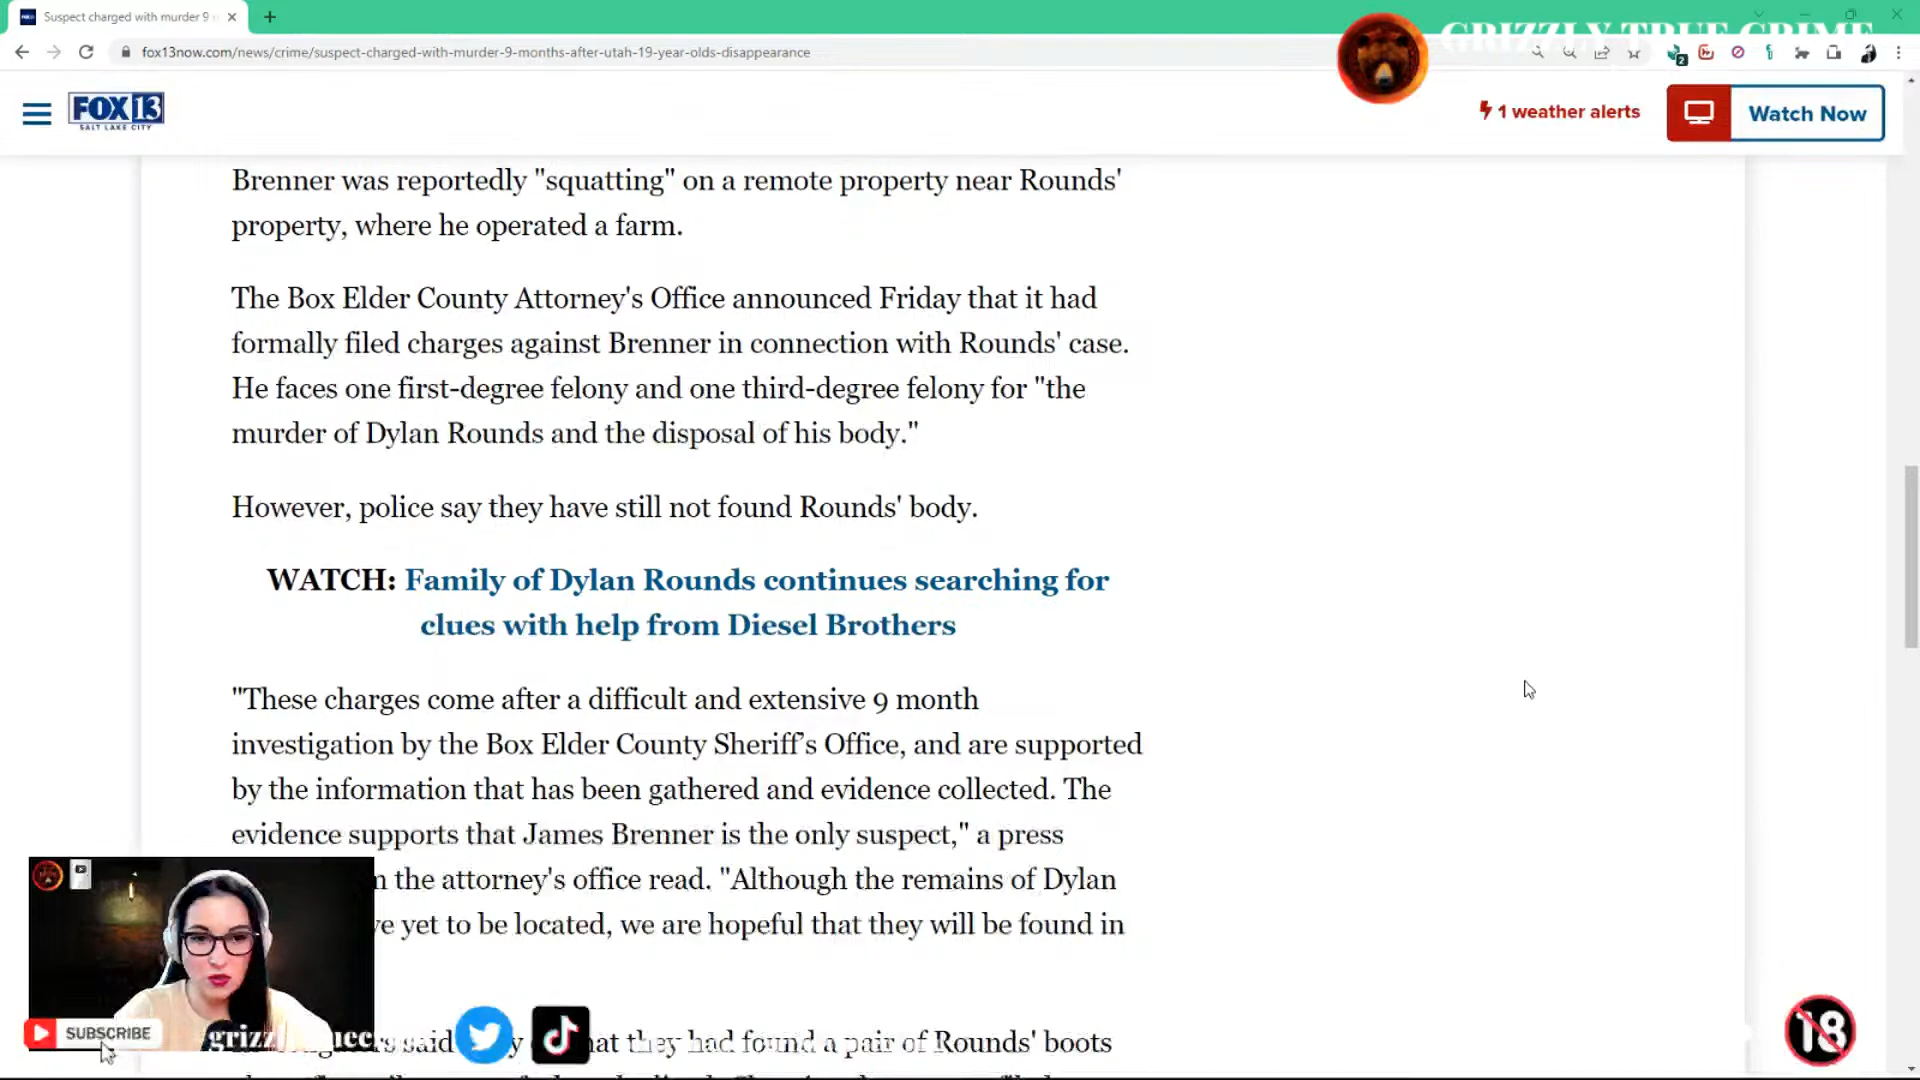 Suspect charged with murder 9
fox13now.com/news/crime/suspect-charged-with-murder-9-months-after-utah-19-year-olds-disappearance
GRIZZLY TRUE CRIME
2
FOX 13
SALT LAKE CITY
1 weather alerts
Watch Now
Brenner was reportedly "squatting" on a remote property near Rounds'
property, where he operated a farm.
The Box Elder County Attorney's Office announced Friday that it had
formally filed charges against Brenner in connection with Rounds' case.
He faces one first-degree felony and one third-degree felony for "the
murder of Dylan Rounds and the disposal of his body."
However, police say they have still not found Rounds' body.
WATCH: Family of Dylan Rounds continues searching for
clues with help from Diesel Brothers
"These charges come after a difficult and extensive 9 month
investigation by the Box Elder County Sheriff's Office, and are supported
by the information that has been gathered and evidence collected. The
evidence supports that James Brenner is the only suspect," a press
the attorney's office read. "Although the remains of Dylan
yet to be located, we are hopeful that they will be found in
said
that they had found a pair of Rounds' boots
SUBSCRIBE
18